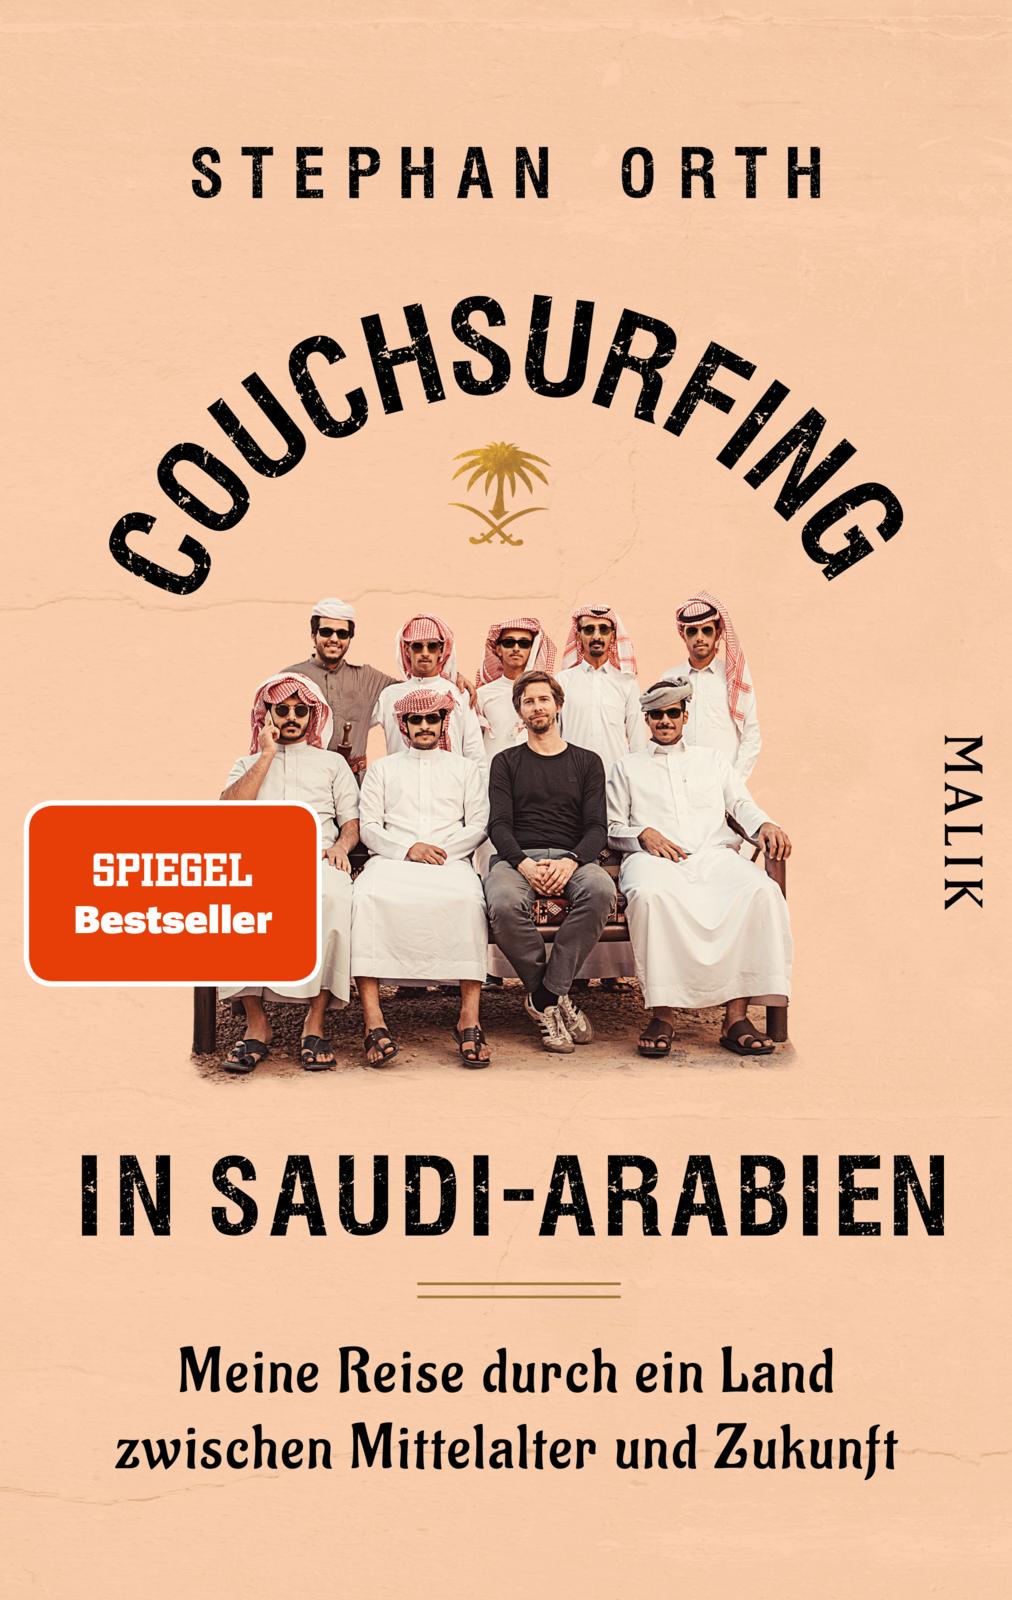 STEPHAN ORTH
COUCHSURFING
MALIK
SPIEGEL
Bestseller
IN SAUDI-ARABIEN
Meine Reise durch ein Land
zwischen Mittelalter und Zukunft